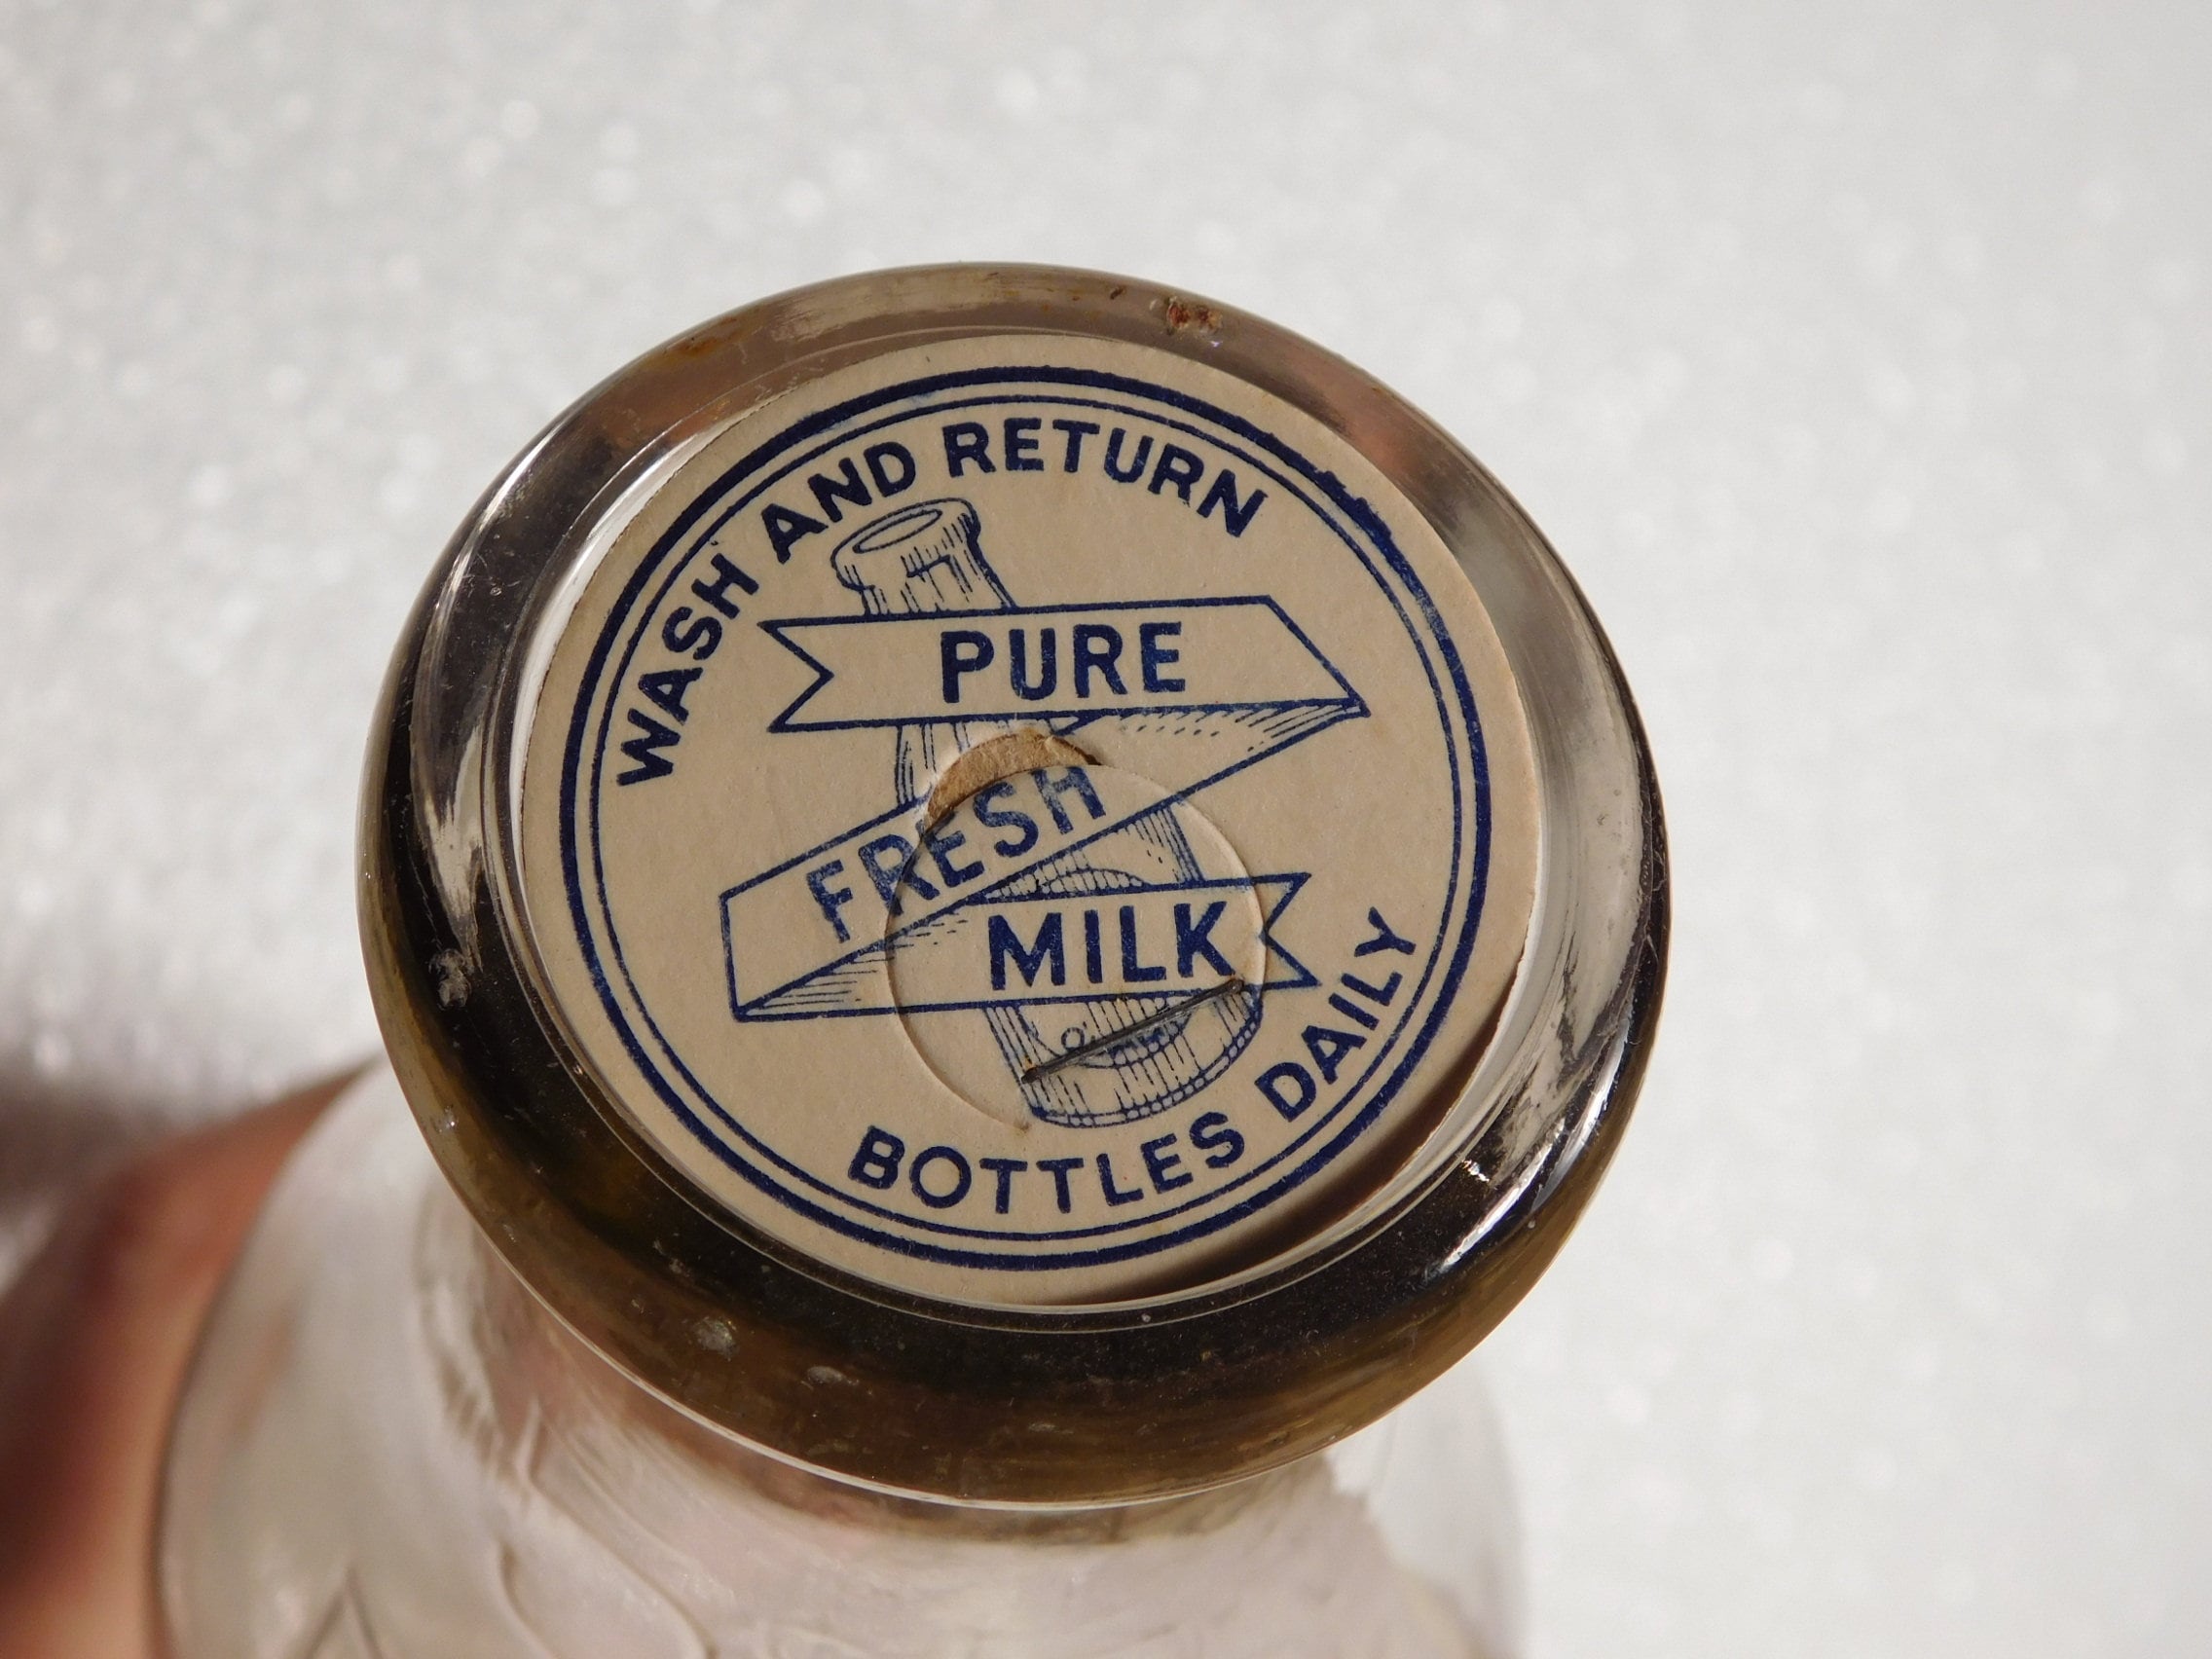 WASH AND RETURN
PURE
FRESH
MILK
BOTTLES DAILY